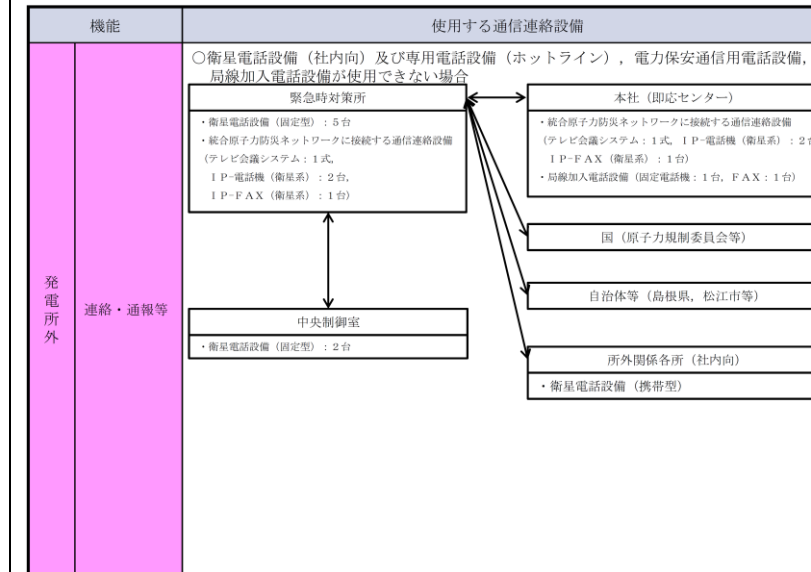 機能
使用する通信連絡設備
発電所外
連絡・通報等
○衛星電話設備（社内向）及び専用電話設備（ホットライン），電力保安通信用電話設備，
局線加入電話設備が使用できない場合
緊急時対策所
・衛星電話設備（固定型）：５台
・統合原子力防災ネットワークに接続する通信連絡設備
（テレビ会議システム：１式，
ＩＰ-電話機（衛星系）：２台，
ＩＰ-ＦＡＸ（衛星系）：１台）
中央制御室
・衛星電話設備（固定型）：２台
本社（即応センター）
・統合原子力防災ネットワークに接続する通信連絡設備
（テレビ会議システム：１式，ＩＰ-電話機（衛星系）：２
ＩＰ-ＦＡＸ（衛星系）：１台）
・局線加入電話設備（固定電話機：１台，ＦＡＸ：１台）
国（原子力規制委員会等）
自治体等（島根県，松江市等）
所外関係各所（社内向）
・衛星電話設備（携帯型）